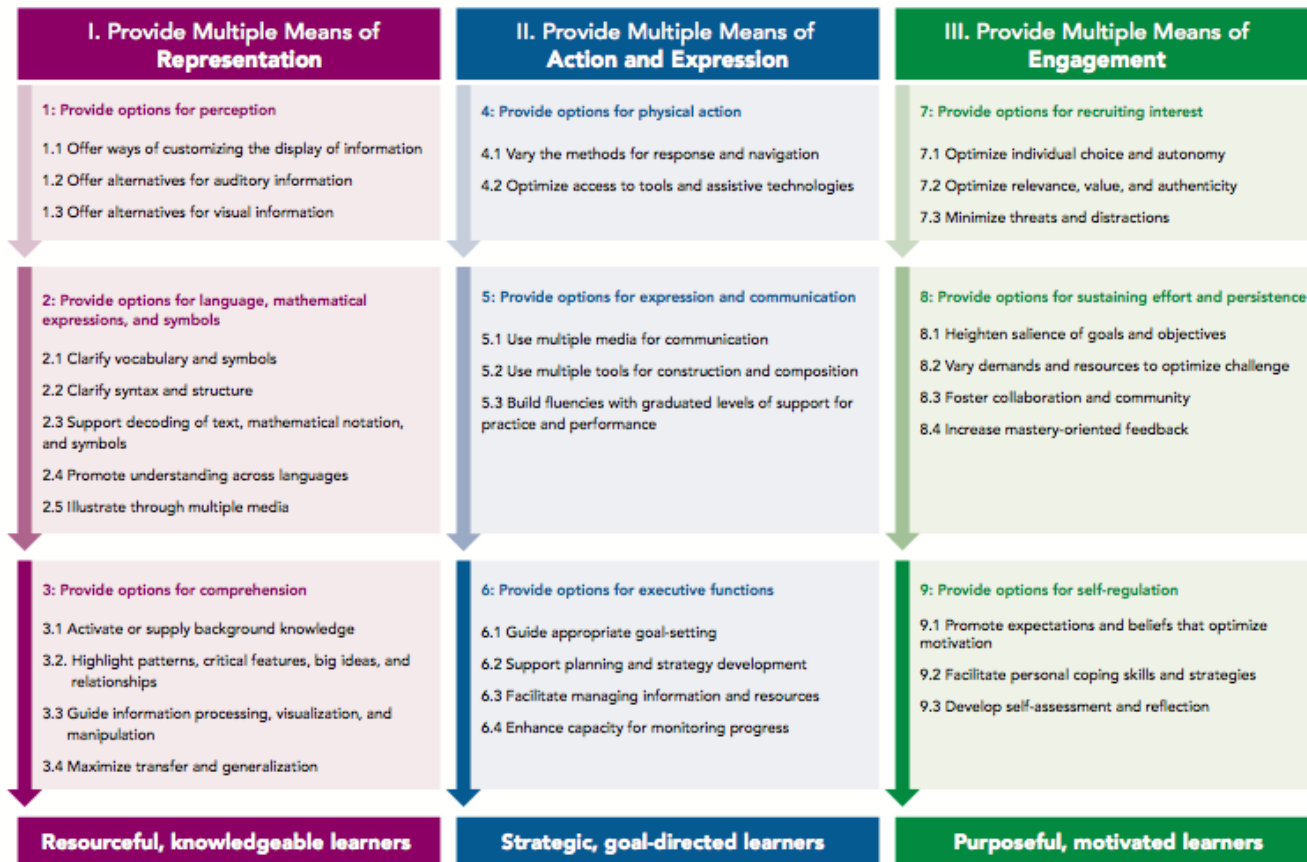 I. Provide Multiple Means of
Representation
1: Provide options for perception
1.1 Offer ways of customizing the display of information
1.2 Offer alternatives for auditory information
1.3 Offer alternatives for visual information
2: Provide options for language, mathematical
expressions, and symbols
2.1 Clarify vocabulary and symbols
2.2 Clarify syntax and structure
2.3 Support decoding of text, mathematical notation,
and symbols
2.4 Promote understanding across languages
2.5 Illustrate through multiple media
3: Provide options for comprehension
3.1 Activate or supply background knowledge
3.2. Highlight patterns, critical features, big ideas, and
relationships
3.3 Guide information processing, visualization, and
manipulation
3.4 Maximize transfer and generalization
Resourceful, knowledgeable learners
II. Provide Multiple Means of
Action and Expression
4: Provide options for physical action
4.1 Vary the methods for response and navigation
4.2 Optimize access to tools and assistive technologies
5: Provide options for expression and communication
5.1 Use multiple media for communication
5.2 Use multiple tools for construction and composition
5.3 Build fluencies with graduated levels of support for
practice and performance
6: Provide options for executive functions
6.1 Guide appropriate goal-setting
6.2 Support planning and strategy development
6.3 Facilitate managing information and resources
6.4 Enhance capacity for monitoring progress
Strategic, goal-directed learners
III. Provide Multiple Means of
Engagement
7: Provide options for recruiting interest
7.1 Optimize individual choice and autonomy
7.2 Optimize relevance, value, and authenticity
7.3 Minimize threats and distractions
8: Provide options for sustaining effort and persistence
8.1 Heighten salience of goals and objectives
8.2 Vary demands and resources to optimize challenge
8.3 Foster collaboration and community
8.4 Increase mastery-oriented feedback
9: Provide options for self-regulation
9.1 Promote expectations and beliefs that optimize
motivation
9.2 Facilitate personal coping skills and strategies
9.3 Develop self-assessment and reflection
Purposeful, motivated learners